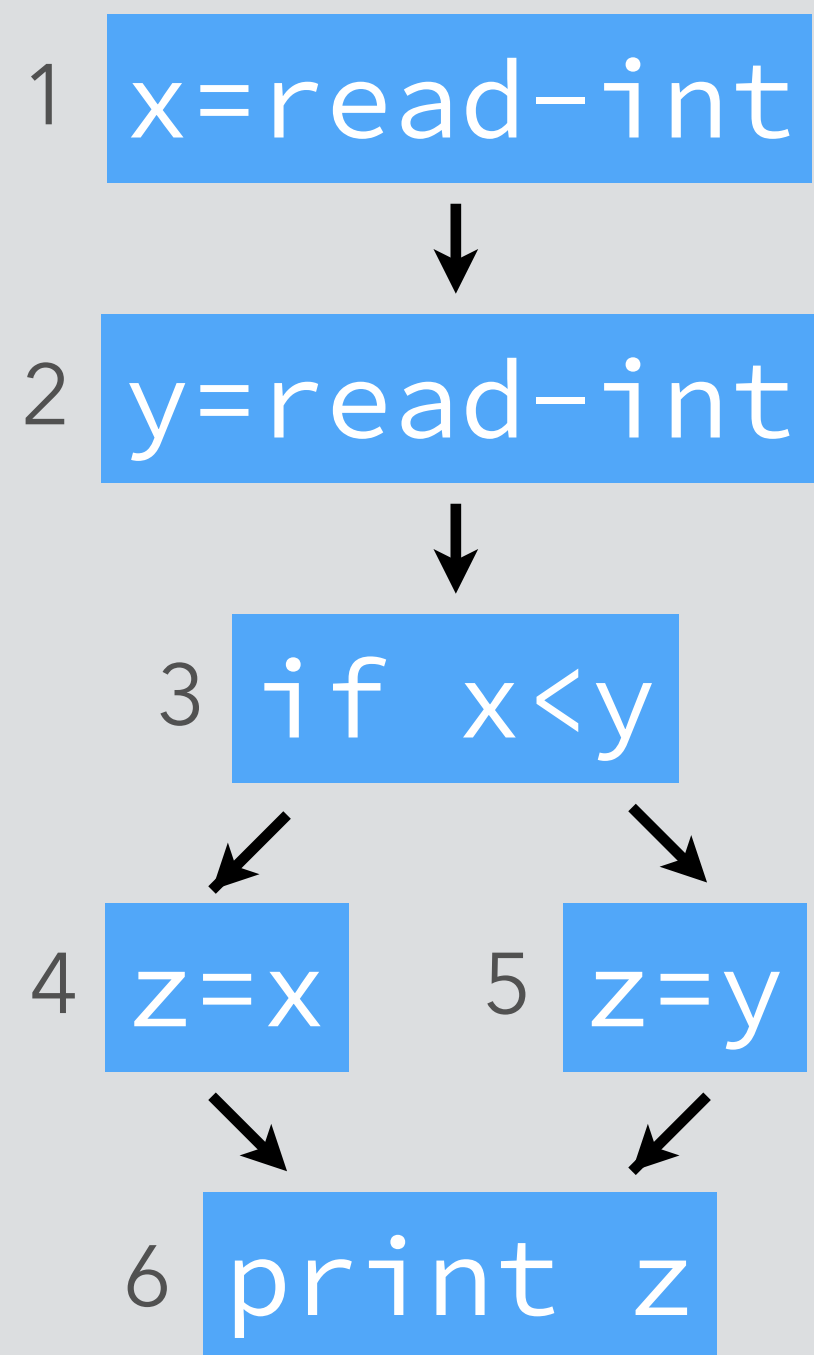 1 x=read-int
2 y=read-int
3 if x<y
4 z=x 5 z=y
6 print z